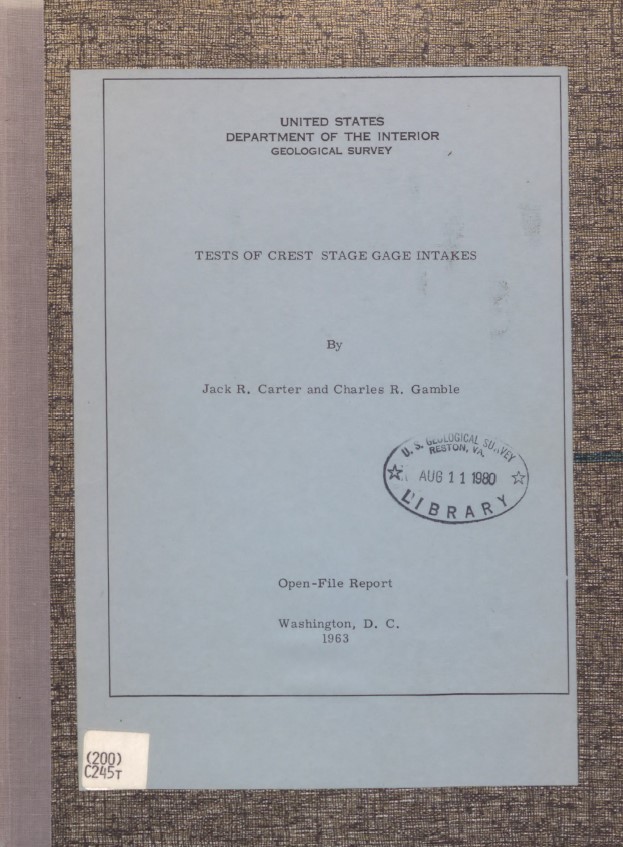 UNITED STATES
DEPARTMENT OF THE INTERIOR
GEOLOGICAL SURVEY
TESTS OF CREST STAGE GAGE INTAKES
By
Jack R. Carter and Charles R. Gamble
U. S. GEOLOGICAL SURVEY
RESTON, VA.
AUG 11 1980
LIBRARY
Open-File Report
Washington, D. C.
1963
(200)
C245T